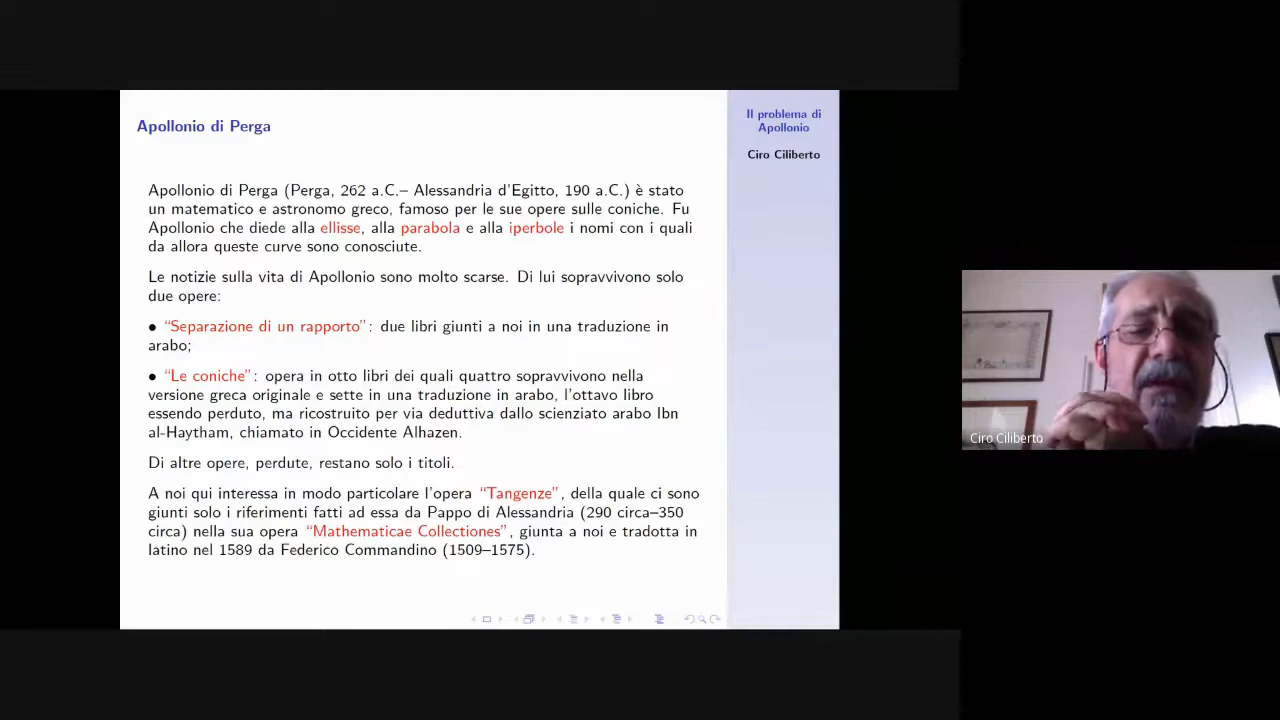 Apollonio di Perga
Apollonio di Perga (Perga, 262 a.C.– Alessandria d'Egitto, 190 a.C.) è stato
un matematico e astronomo greco, famoso per le sue opere sulle coniche. Fu
Apollonio che diede alla ellisse, alla parabola e alla iperbole i nomi con i quali
da allora queste curve sono conosciute.
Le notizie sulla vita di Apollonio sono molto scarse. Di lui sopravvivono solo
due opere:
• “Separazione di un rapporto”: due libri giunti a noi in una traduzione in
arabo;
• “Le coniche”: opera in otto libri dei quali quattro sopravvivono nella
versione greca originale e sette in una traduzione in arabo, l'ottavo libro
essendo perduto, ma ricostruito per via deduttiva dallo scienziato arabo Ibn
al-Haytham, chiamato in Occidente Alhazen.
Di altre opere, perdute, restano solo i titoli.
A noi qui interessa in modo particolare l'opera “Tangenze”, della quale ci sono
giunti solo i riferimenti fatti ad essa da Pappo di Alessandria (290 circa–350
circa) nella sua opera “Mathematicae Collectiones”, giunta a noi e tradotta in
latino nel 1589 da Federico Commandino (1509–1575).
Il problema di
Apollonio
Ciro Ciliberto
Ciro Ciliberto